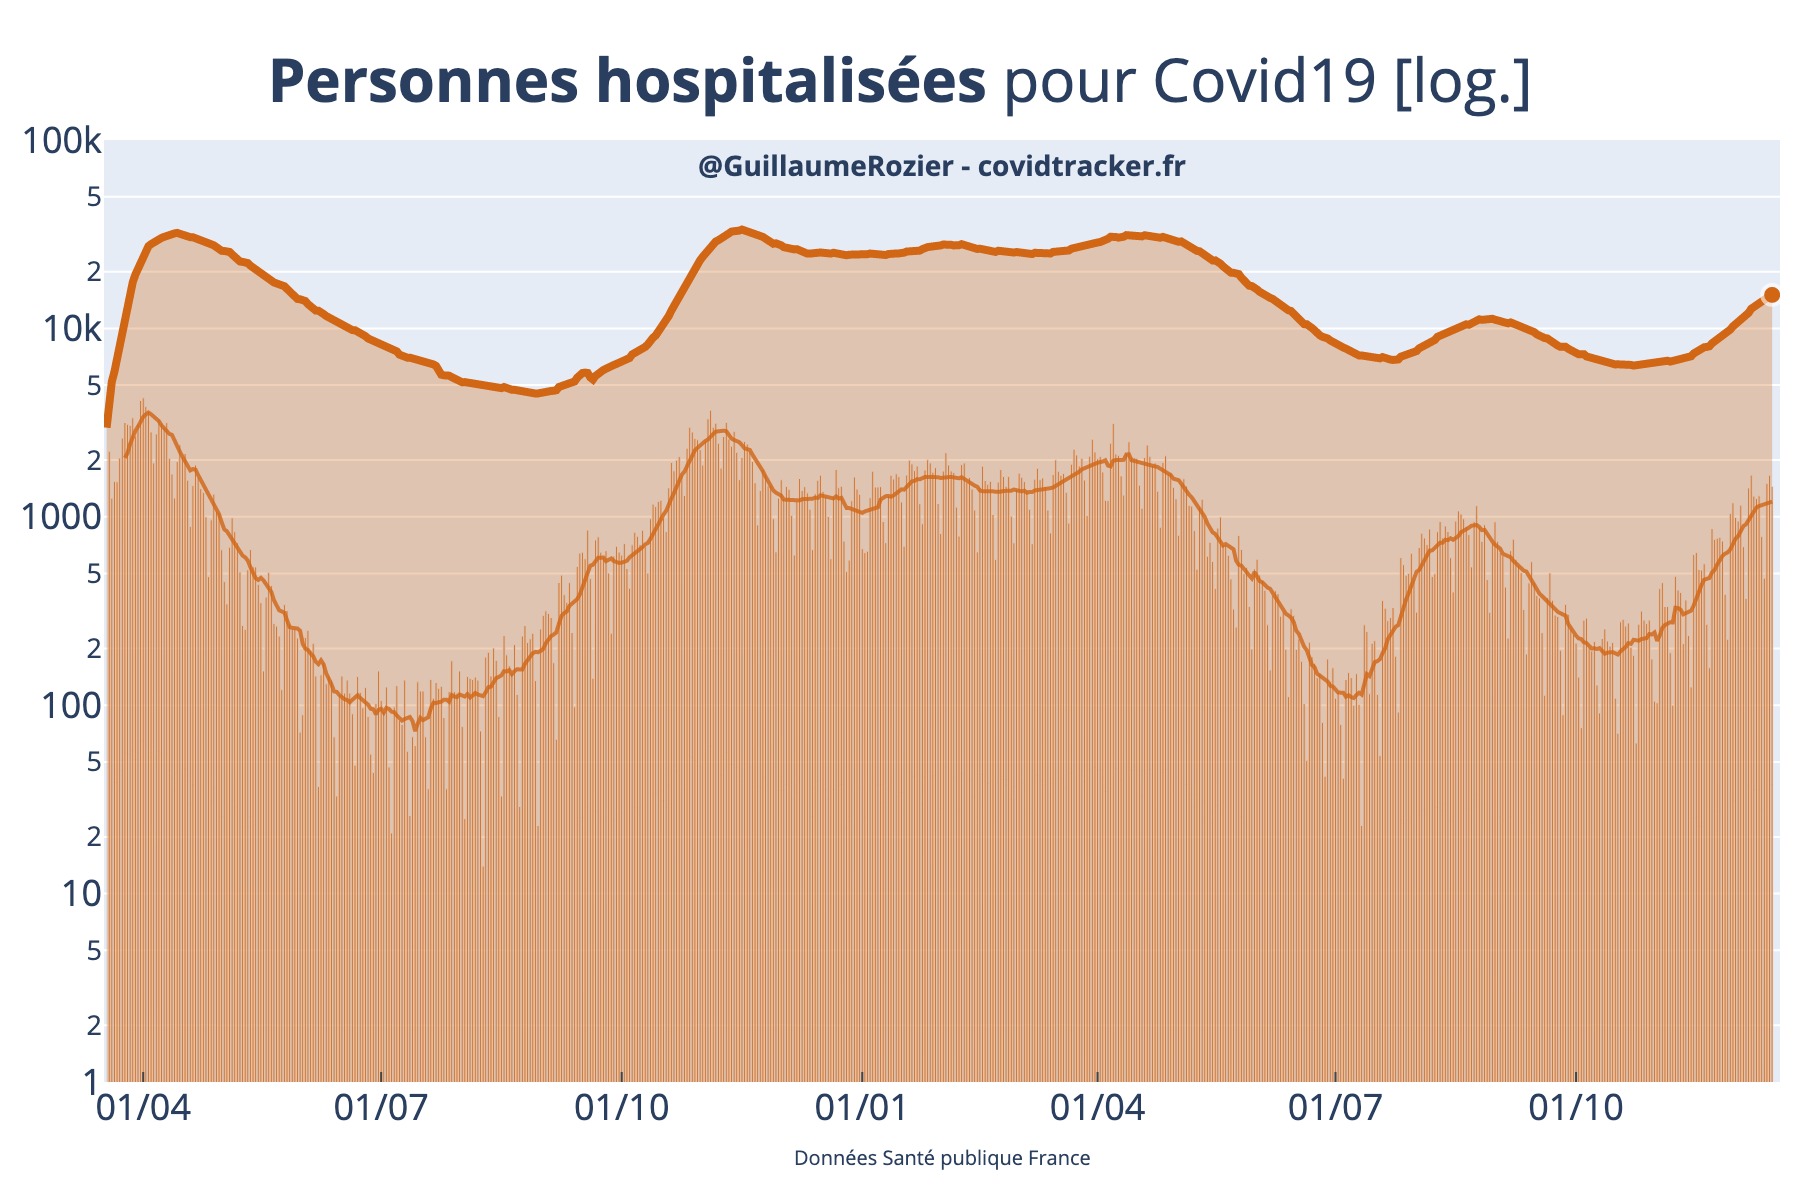 Personnes hospitalisées pour Covid19 [log.]
@GuillaumeRozier - covidtracker.fr
100k
5
2
10k
5
2
1000
5
2
100
5
2
10
5
2
1
01/04 01/07 01/10 01/01 01/04 01/07 01/10
Données Santé publique France